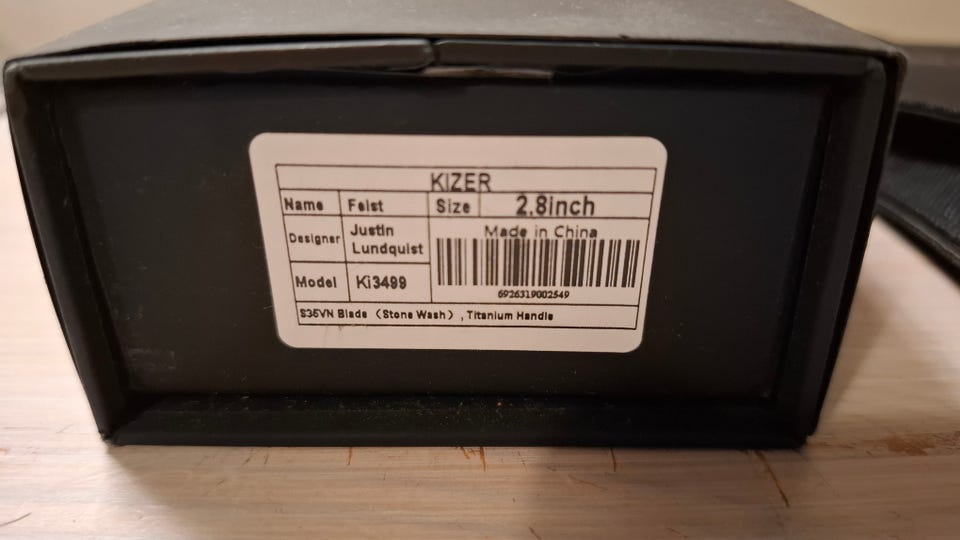 KIZER
Name Feist Size 2.8inch
Designer Justin Lundquist Made in China
Model Ki3499 6926319002549
S35VN Blade (Stone Wash) , Titanium Handle